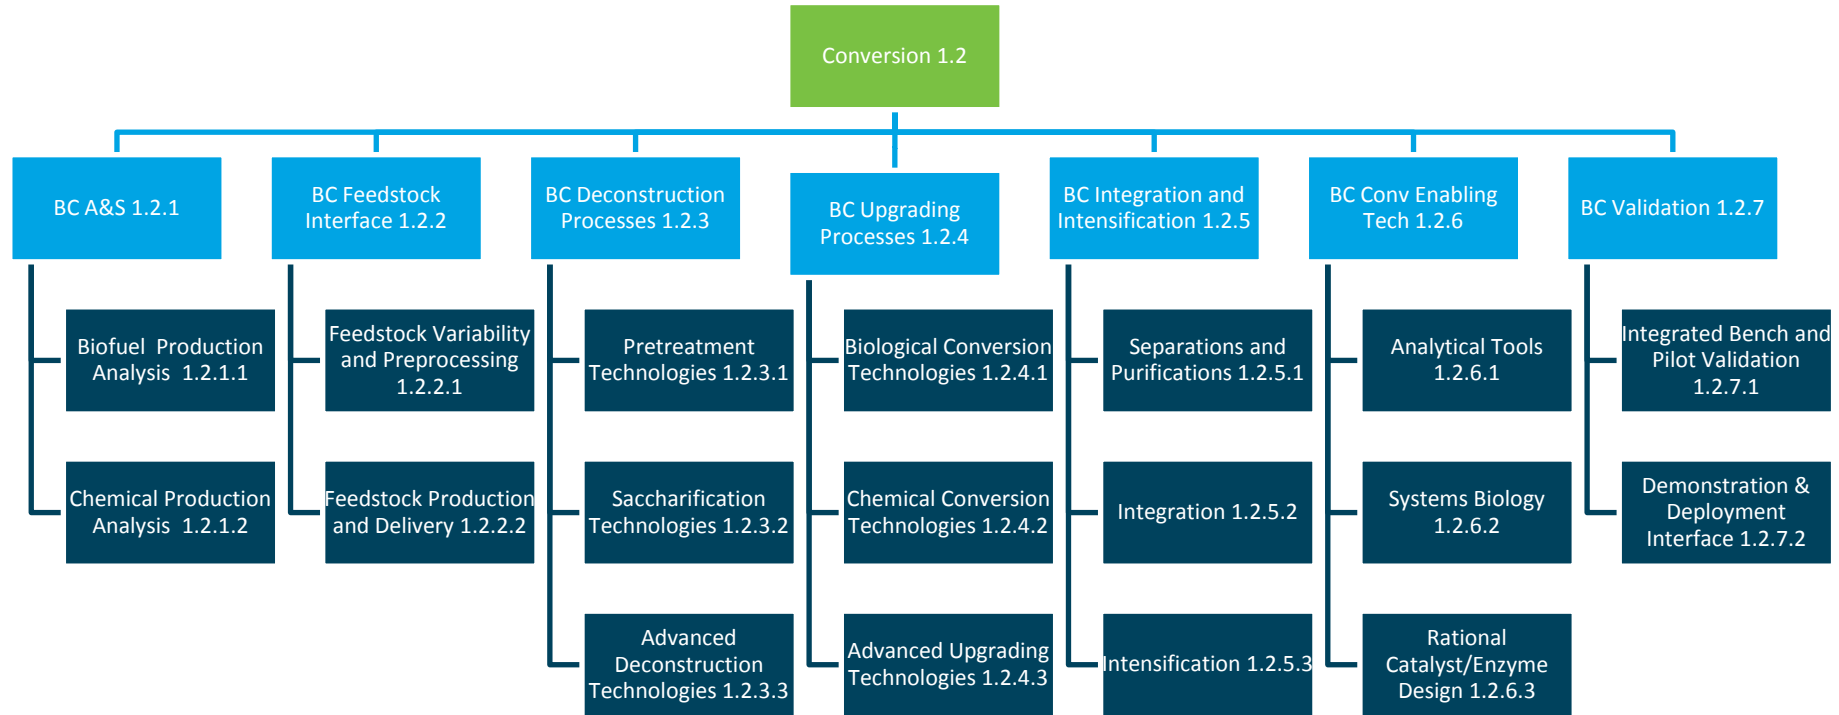 Conversion 1.2
BC A&S 1.2.1
BC Feedstock
Interface 1.2.2
BC Deconstruction
Processes 1.2.3
BC Upgrading
Processes 1.2.4
BC Integration and
Intensification 1.2.5
BC Conv Enabling
Tech 1.2.6
BC Validation 1.2.7
Biofuel Production
Analysis 1.2.1.1
Feedstock Variability
and Preprocessing
1.2.2.1
Pretreatment
Technologies 1.2.3.1
Biological Conversion
Technologies 1.2.4.1
Separations and
Purifications 1.2.5.1
Analytical Tools
1.2.6.1
Integrated Bench and
Pilot Validation
1.2.7.1
Chemical Production
Analysis 1.2.1.2
Feedstock Production
and Delivery 1.2.2.2
Saccharification
Technologies 1.2.3.2
Chemical Conversion
Technologies 1.2.4.2
Integration 1.2.5.2
Systems Biology
1.2.6.2
Demonstration &
Deployment
Interface 1.2.7.2
Advanced
Deconstruction
Technologies 1.2.3.3
Advanced Upgrading
Technologies 1.2.4.3
Intensification 1.2.5.3
Rational
Catalyst/Enzyme
Design 1.2.6.3